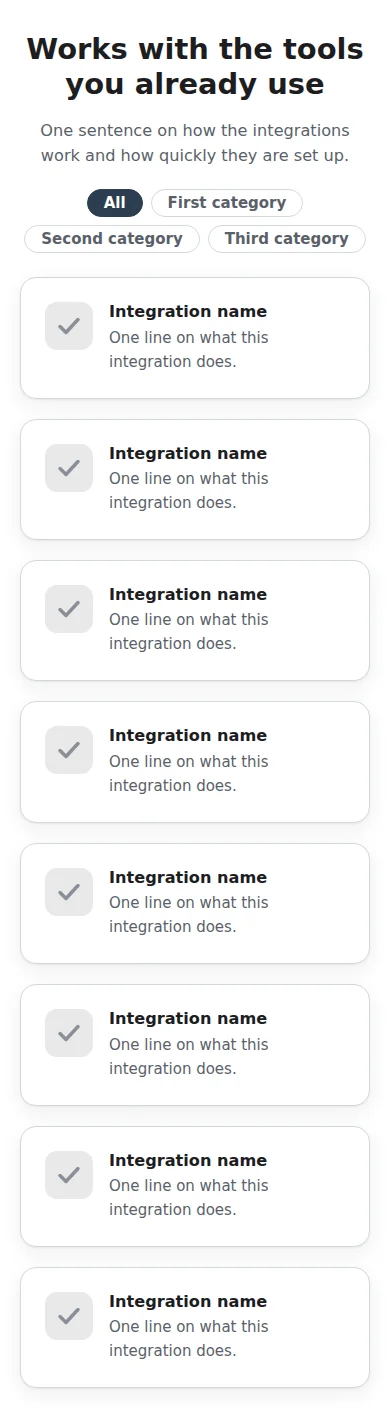 Works with the tools
you already use
One sentence on how the integrations
work and how quickly they are set up.
All
First category
Second category
Third category
Integration name
One line on what this
integration does.
Integration name
One line on what this
integration does.
Integration name
One line on what this
integration does.
Integration name
One line on what this
integration does.
Integration name
One line on what this
integration does.
Integration name
One line on what this
integration does.
Integration name
One line on what this
integration does.
Integration name
One line on what this
integration does.